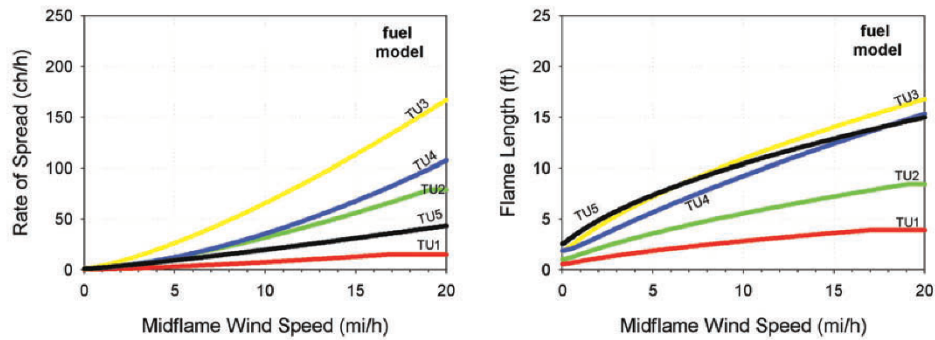 250
200
150
100
50
0
Rate of Spread (ch/h)
fuel
model
TU3
TU4
TU2
TU5
TU1
0 5 10 15 20
Midflame Wind Speed (mi/h)
25
20
15
10
5
0
Flame Length (ft)
fuel
model
TU3
TU5
TU4
TU2
TU1
0 5 10 15 20
Midflame Wind Speed (mi/h)